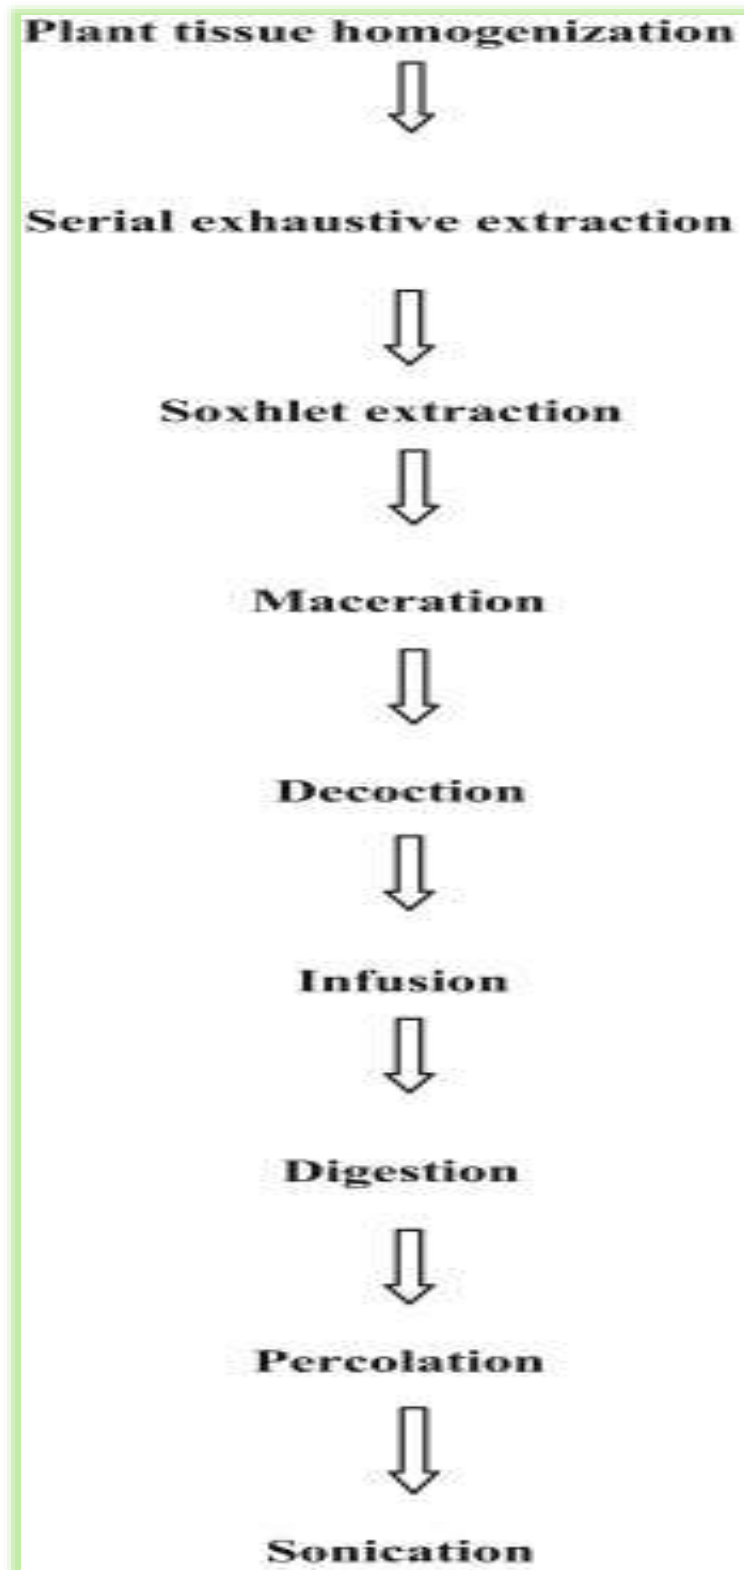 Plant tissue homogenization
Serial exhaustive extraction
Soxhlet extraction
Maceration
Decoction
Infusion
Digestion
Percolation
Sonication